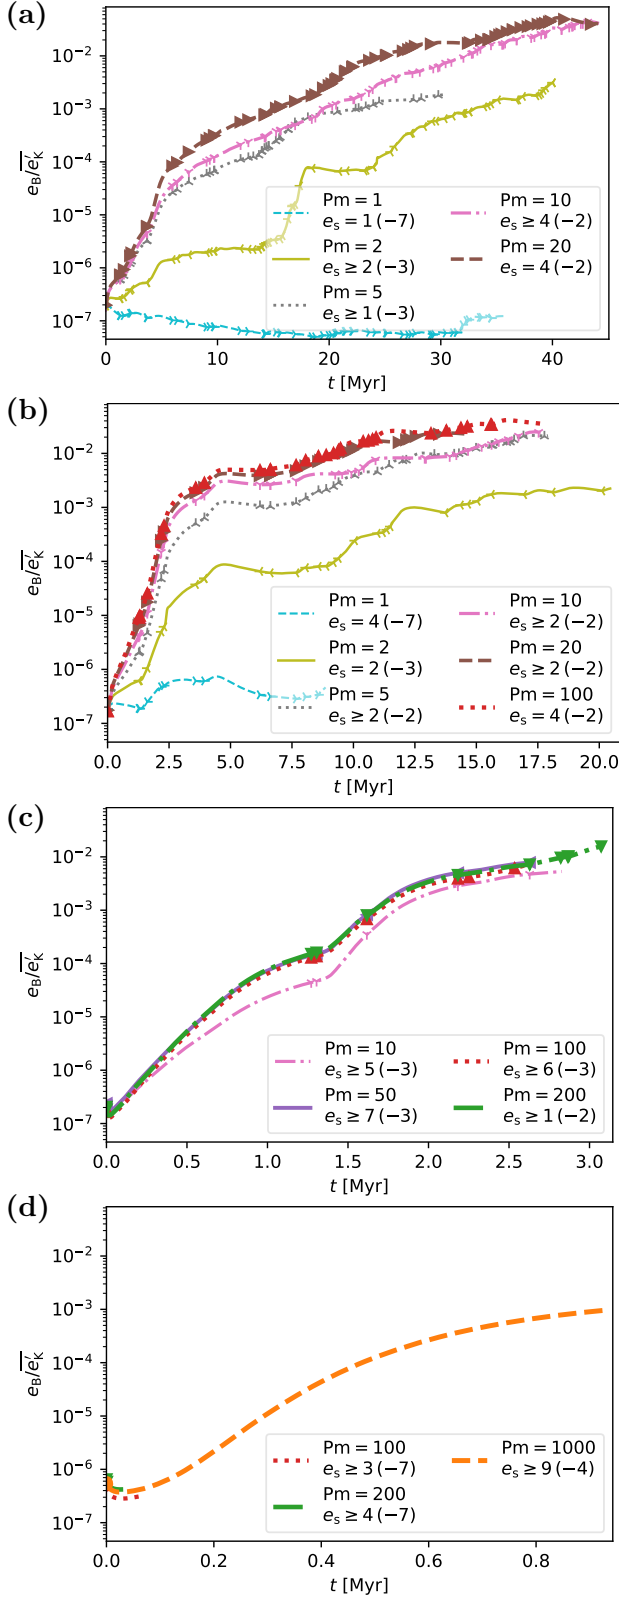 (a)
10⁻²
10⁻³
10⁻⁴
10⁻⁵
10⁻⁶
10⁻⁷
e_B/e′_K
Pm = 1
e_s = 1 (−7)
Pm = 2
e_s ≥ 2 (−3)
Pm = 5
e_s ≥ 1 (−3)
Pm = 10
e_s ≥ 4 (−2)
Pm = 20
e_s = 4 (−2)
0 10 20 30 40
t [Myr]
(b)
10⁻²
10⁻³
10⁻⁴
10⁻⁵
10⁻⁶
10⁻⁷
e_B/e′_K
Pm = 1
e_s = 4 (−7)
Pm = 2
e_s = 2 (−3)
Pm = 5
e_s ≥ 2 (−2)
Pm = 10
e_s ≥ 2 (−2)
Pm = 20
e_s ≥ 2 (−2)
Pm = 100
e_s = 4 (−2)
0.0 2.5 5.0 7.5 10.0 12.5 15.0 17.5 20.0
t [Myr]
(c)
10⁻²
10⁻³
10⁻⁴
10⁻⁵
10⁻⁶
10⁻⁷
e_B/e′_K
Pm = 10
e_s ≥ 5 (−3)
Pm = 50
e_s ≥ 7 (−3)
Pm = 100
e_s ≥ 6 (−3)
Pm = 200
e_s ≥ 1 (−2)
0.0 0.5 1.0 1.5 2.0 2.5 3.0
t [Myr]
(d)
10⁻²
10⁻³
10⁻⁴
10⁻⁵
10⁻⁶
10⁻⁷
e_B/e′_K
Pm = 100
e_s ≥ 3 (−7)
Pm = 200
e_s ≥ 4 (−7)
Pm = 1000
e_s ≥ 9 (−4)
0.0 0.2 0.4 0.6 0.8
t [Myr]